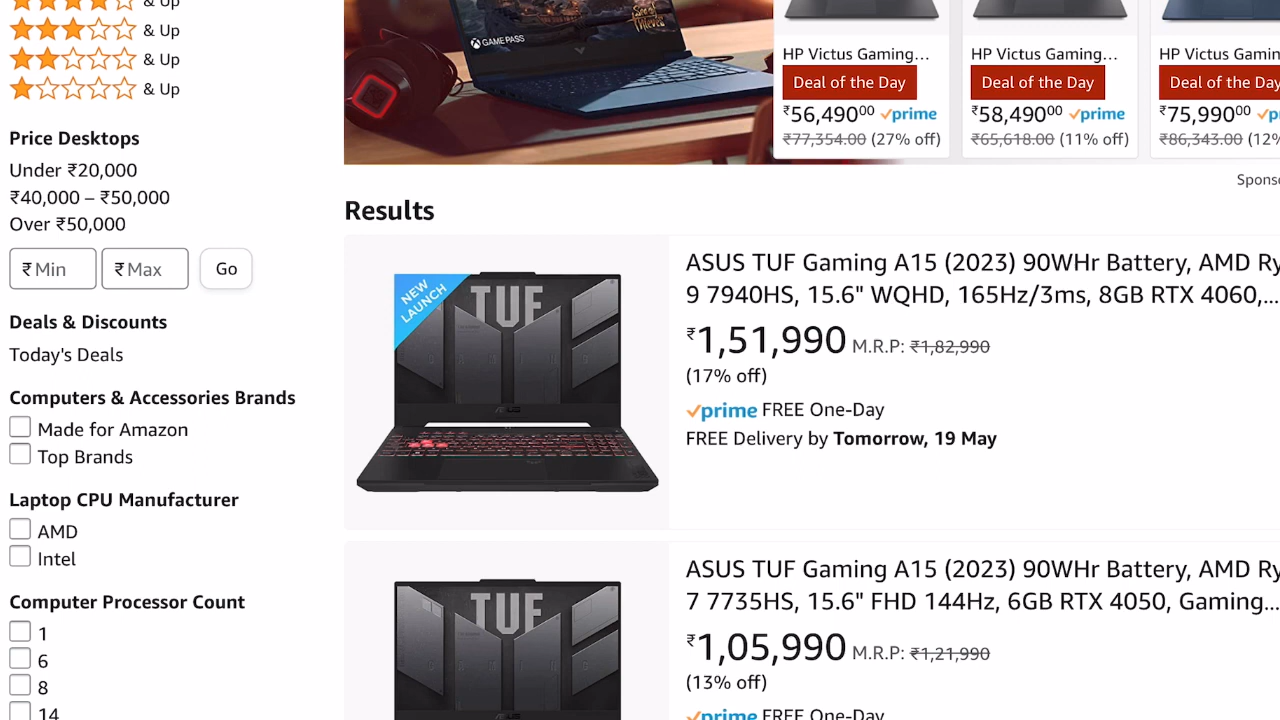 & Up
& Up
& Up
& Up
Price Desktops
Under ₹20,000
₹40,000 – ₹50,000
Over ₹50,000
₹ Min ₹ Max Go
Deals & Discounts
Today's Deals
Computers & Accessories Brands
Made for Amazon
Top Brands
Laptop CPU Manufacturer
AMD
Intel
Computer Processor Count
1
6
8
14
XBOX GAME PASS
Sea of Thieves
HP Victus Gaming...
Deal of the Day
₹56,490.00 prime
₹77,354.00 (27% off)
HP Victus Gaming...
Deal of the Day
₹58,490.00 prime
₹65,618.00 (11% off)
HP Victus Gaming
Deal of the Day
₹75,990.00
₹86,343.00 (12%
Results
NEW LAUNCH
TUF
GAMING
ASUS TUF Gaming A15 (2023) 90WHr Battery, AMD Ry
9 7940HS, 15.6" WQHD, 165Hz/3ms, 8GB RTX 4060,...
₹1,51,990 M.R.P: ₹1,82,990
(17% off)
prime FREE One-Day
FREE Delivery by Tomorrow, 19 May
TUF
GAMING
ASUS TUF Gaming A15 (2023) 90WHr Battery, AMD Ry
7 7735HS, 15.6" FHD 144Hz, 6GB RTX 4050, Gaming...
₹1,05,990 M.R.P: ₹1,21,990
(13% off)
prime FREE One-Day